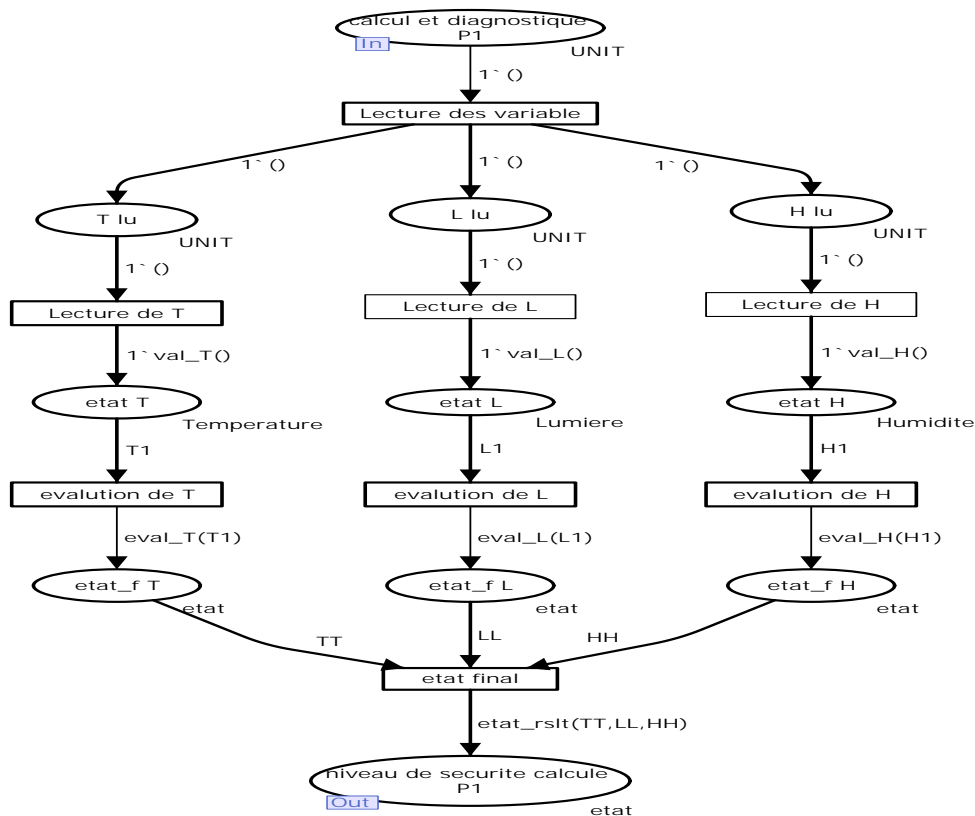 calcul et diagnostique
P1
In
UNIT
1`()
Lecture des variable
1`()
1`()
1`()
T lu
L lu
H lu
UNIT
UNIT
UNIT
1`()
1`()
1`()
Lecture de T
Lecture de L
Lecture de H
1`val_T()
1`val_L()
1`val_H()
etat T
etat L
etat H
Temperature
Lumiere
Humidite
T1
L1
H1
evalution de T
evalution de L
evalution de H
eval_T(T1)
eval_L(L1)
eval_H(H1)
etat_f T
etat_f L
etat_f H
etat
etat
etat
TT
LL
HH
etat final
etat_rslt(TT,LL,HH)
niveau de securite calcule
P1
Out
etat